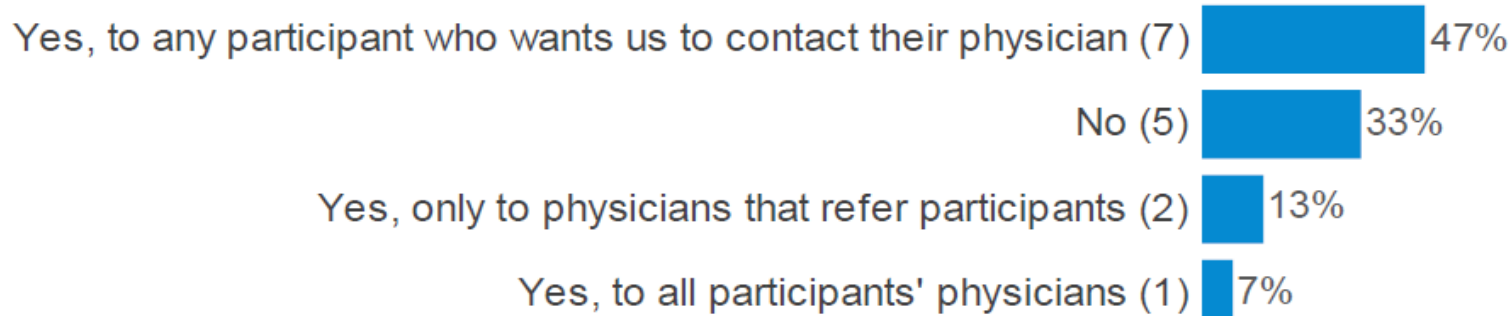 Yes, to any participant who wants us to contact their physician (7) 47%
No (5) 33%
Yes, only to physicians that refer participants (2) 13%
Yes, to all participants' physicians (1) 7%